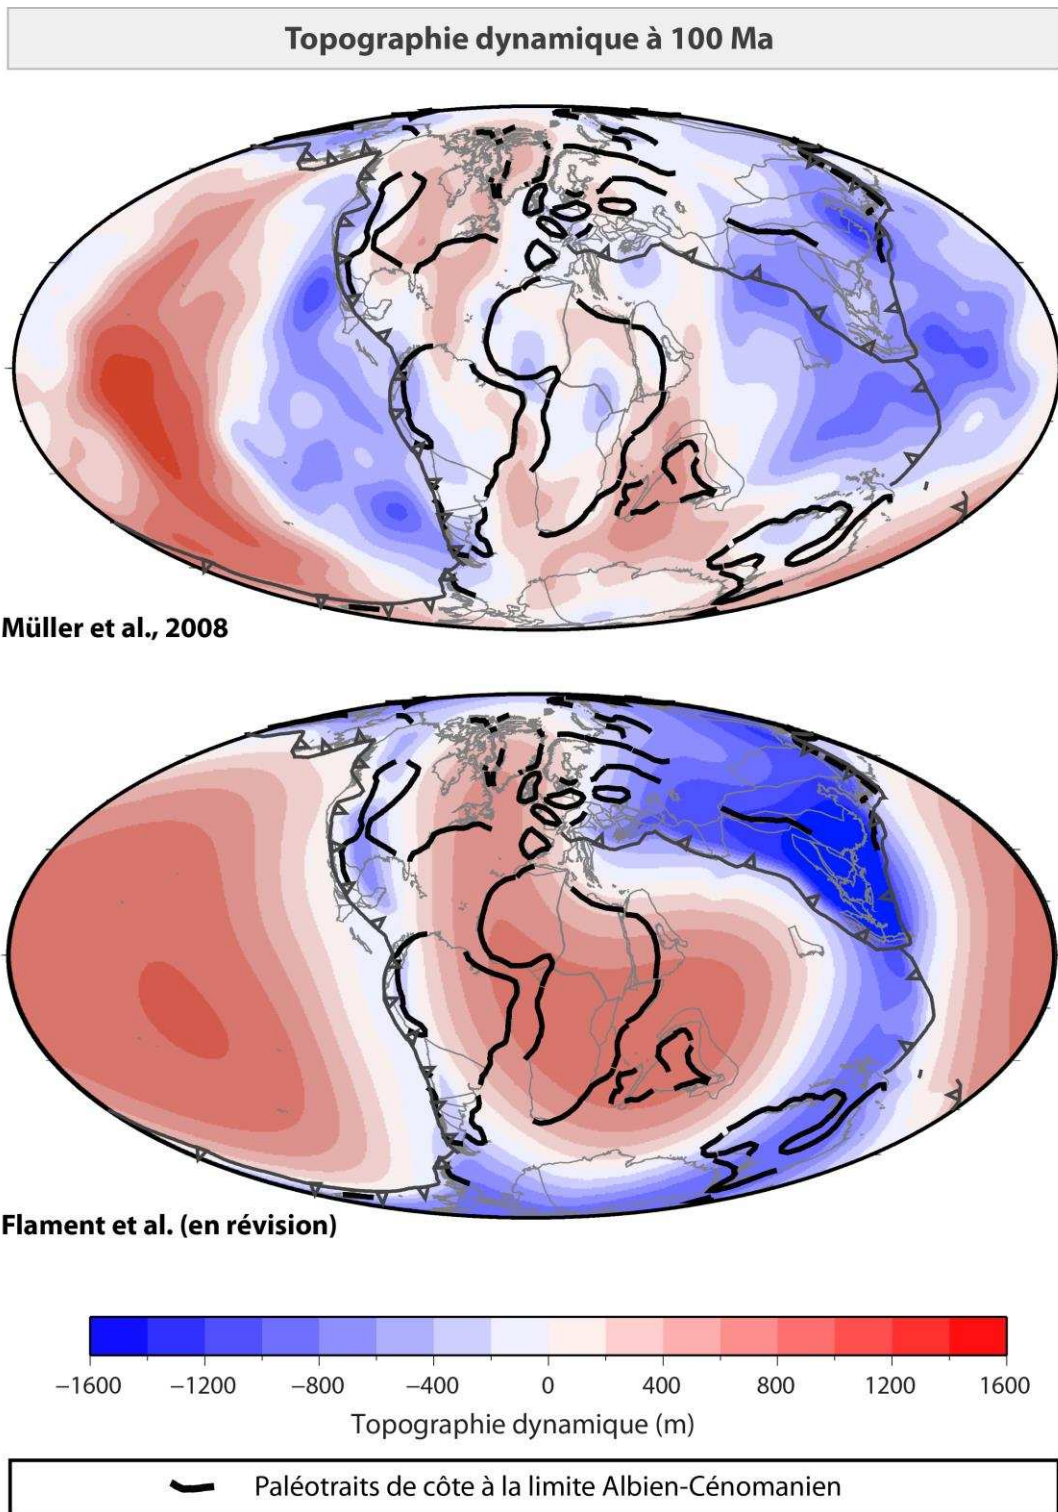 Topographie dynamique à 100 Ma
Müller et al., 2008
Flament et al. (en révision)
−1600 −1200 −800 −400 0 400 800 1200 1600
Topographie dynamique (m)
Paléotraits de côte à la limite Albien-Cénomanien